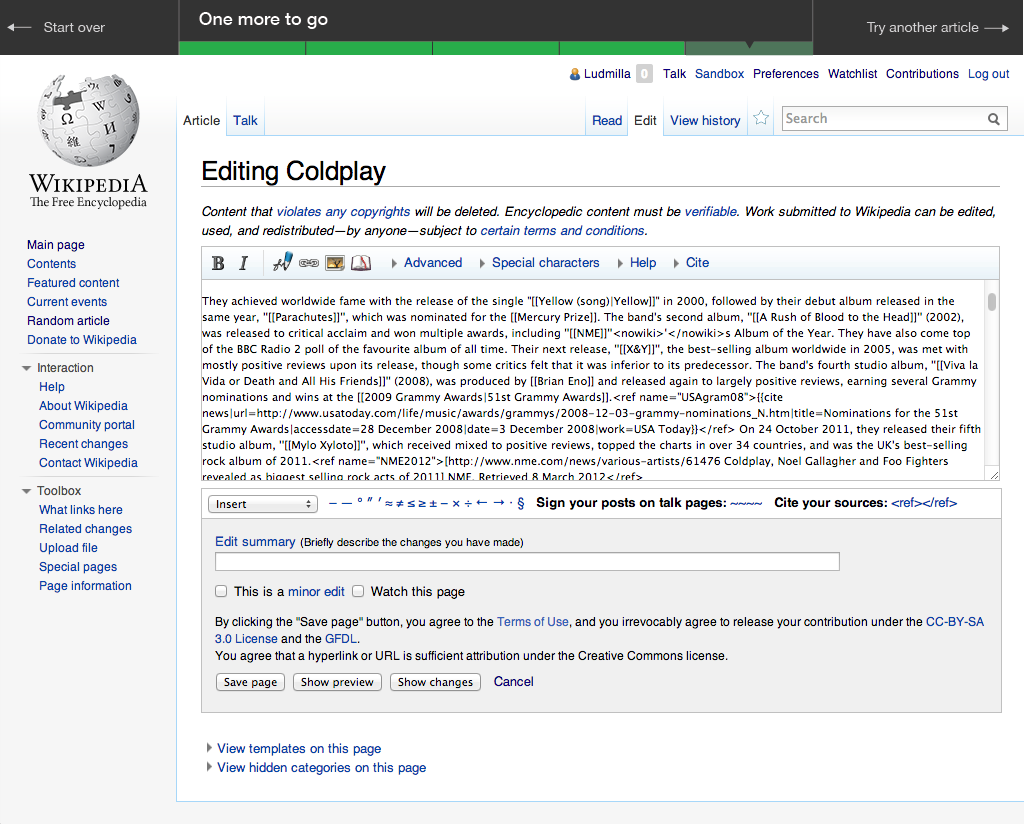 ← Start over
One more to go
Try another article →
Ludmilla 0 Talk Sandbox Preferences Watchlist Contributions Log out
Article Talk Read Edit View history Search
WIKIPEDIA
The Free Encyclopedia
Main page
Contents
Featured content
Current events
Random article
Donate to Wikipedia
Interaction
Help
About Wikipedia
Community portal
Recent changes
Contact Wikipedia
Toolbox
What links here
Related changes
Upload file
Special pages
Page information
Editing Coldplay
Content that violates any copyrights will be deleted. Encyclopedic content must be verifiable. Work submitted to Wikipedia can be edited,
used, and redistributed—by anyone—subject to certain terms and conditions.
B I Advanced Special characters Help Cite
They achieved worldwide fame with the release of the single "[[Yellow (song)|Yellow]]" in 2000, followed by their debut album released in the
same year, "[[Parachutes]]", which was nominated for the [[Mercury Prize]]. The band's second album, "[[A Rush of Blood to the Head]]" (2002),
was released to critical acclaim and won multiple awards, including "[[NME]]"<nowiki>'</nowiki>s Album of the Year. They have also come top
of the BBC Radio 2 poll of the favourite album of all time. Their next release, "[[X&Y]]", the best-selling album worldwide in 2005, was met with
mostly positive reviews upon its release, though some critics felt that it was inferior to its predecessor. The band's fourth studio album, "[[Viva la
Vida or Death and All His Friends]]" (2008), was produced by [[Brian Eno]] and released again to largely positive reviews, earning several Grammy
nominations and wins at the [[2009 Grammy Awards|51st Grammy Awards]].<ref name="USAgram08">{{cite
news|url=http://www.usatoday.com/life/music/awards/grammys/2008-12-03-grammy-nominations_N.htm|title=Nominations for the 51st
Grammy Awards|accessdate=28 December 2008|date=3 December 2008|work=USA Today}}</ref> On 24 October 2011, they released their fifth
studio album, "[[Mylo Xyloto]]", which received mixed to positive reviews, topped the charts in over 34 countries, and was the UK's best-selling
rock album of 2011.<ref name="NME2012">[http://www.nme.com/news/various-artists/61476 Coldplay, Noel Gallagher and Foo Fighters
revealed as biggest selling rock acts of 2011] NME. Retrieved 8 March 2012</ref>
Insert – — ° ″ ′ ≈ ≠ ≤ ≥ ± − × ÷ ← → · § Sign your posts on talk pages: ~~~~ Cite your sources: <ref></ref>
Edit summary (Briefly describe the changes you have made)
This is a minor edit Watch this page
By clicking the "Save page" button, you agree to the Terms of Use, and you irrevocably agree to release your contribution under the CC-BY-SA
3.0 License and the GFDL.
You agree that a hyperlink or URL is sufficient attribution under the Creative Commons license.
Save page Show preview Show changes Cancel
View templates on this page
View hidden categories on this page